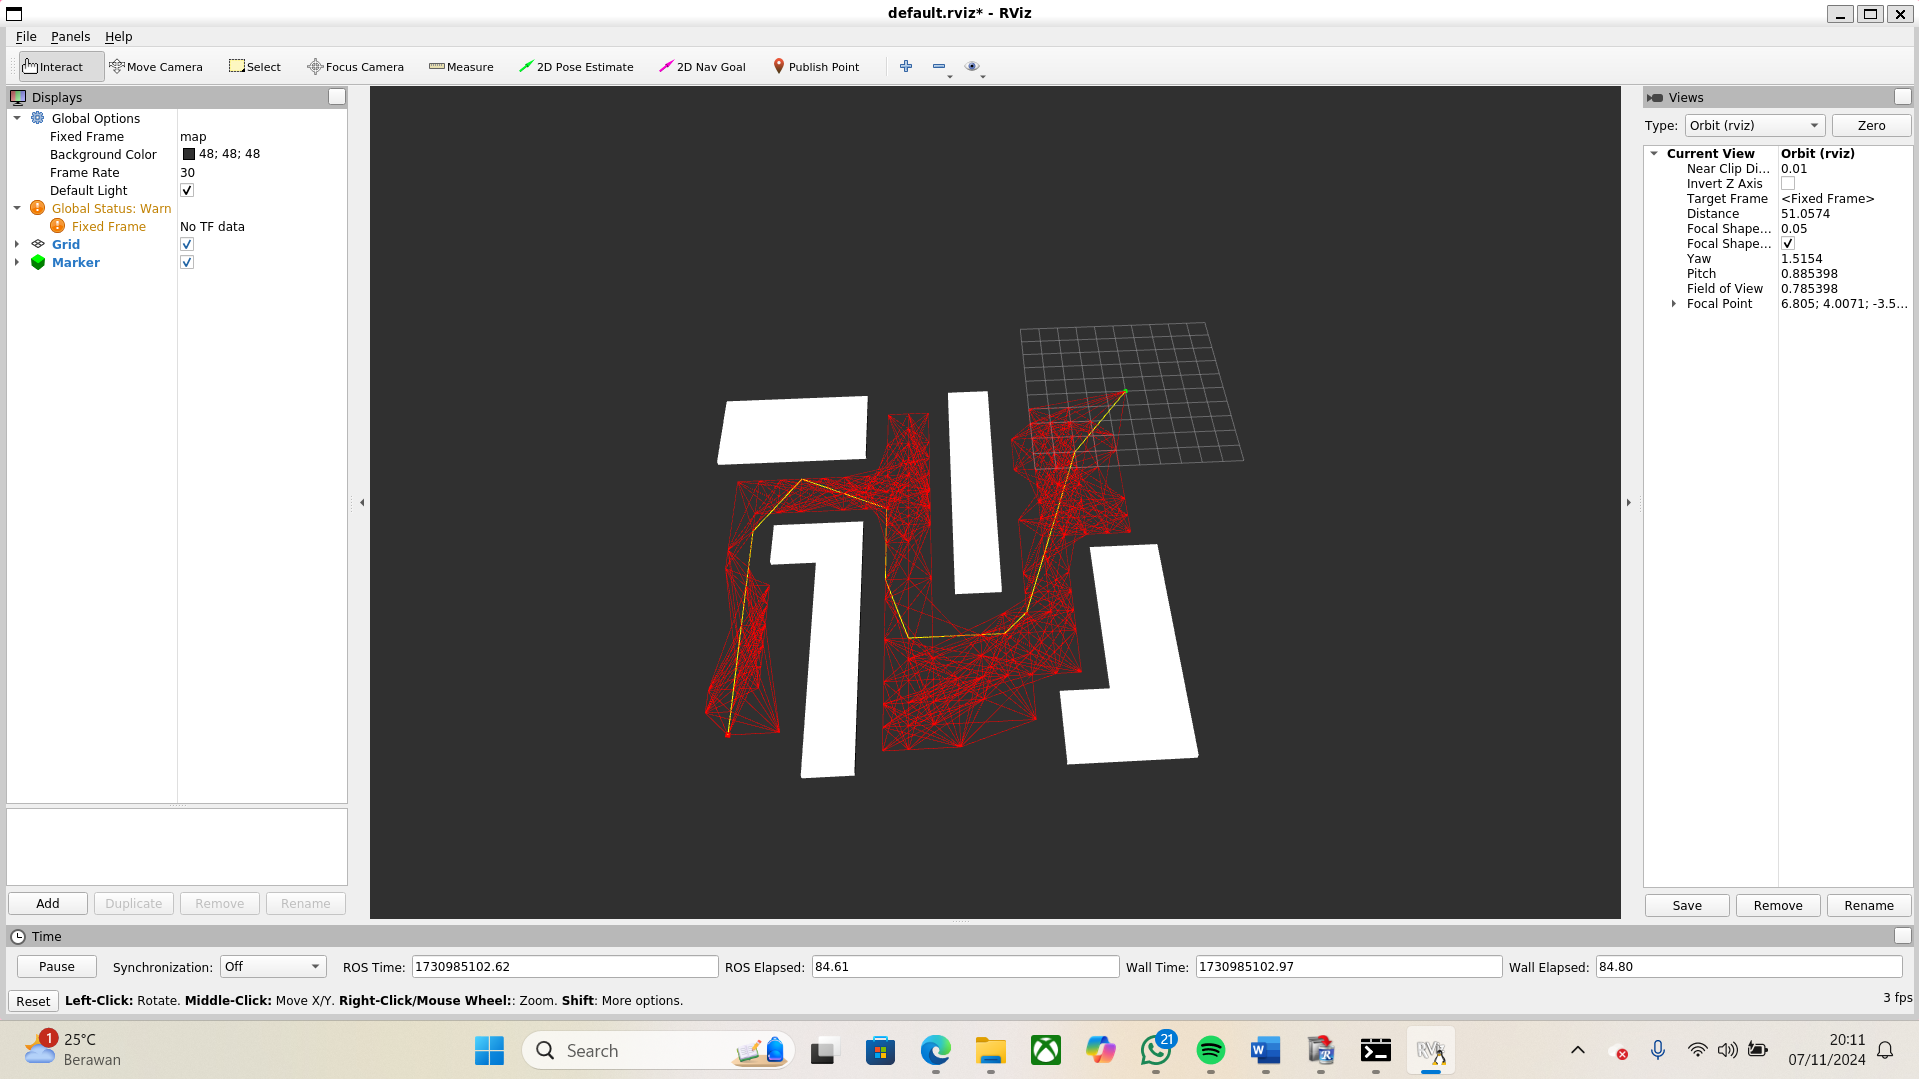 default.rviz* - RViz
File Panels Help
Interact Move Camera Select Focus Camera Measure 2D Pose Estimate 2D Nav Goal Publish Point
Displays
Global Options
Fixed Frame map
Background Color 48; 48; 48
Frame Rate 30
Default Light
Global Status: Warn
Fixed Frame No TF data
Grid
Marker
Add Duplicate Remove Rename
Views
Type: Orbit (rviz) Zero
Current View Orbit (rviz)
Near Clip Di... 0.01
Invert Z Axis
Target Frame <Fixed Frame>
Distance 51.0574
Focal Shape... 0.05
Focal Shape...
Yaw 1.5154
Pitch 0.885398
Field of View 0.785398
Focal Point 6.805; 4.0071; -3.5...
Save Remove Rename
Time
Pause Synchronization: Off ROS Time: 1730985102.62 ROS Elapsed: 84.61 Wall Time: 1730985102.97 Wall Elapsed: 84.80
Reset Left-Click: Rotate. Middle-Click: Move X/Y. Right-Click/Mouse Wheel:: Zoom. Shift: More options. 3 fps
1 25°C
Berawan
Search
21
20:11
07/11/2024